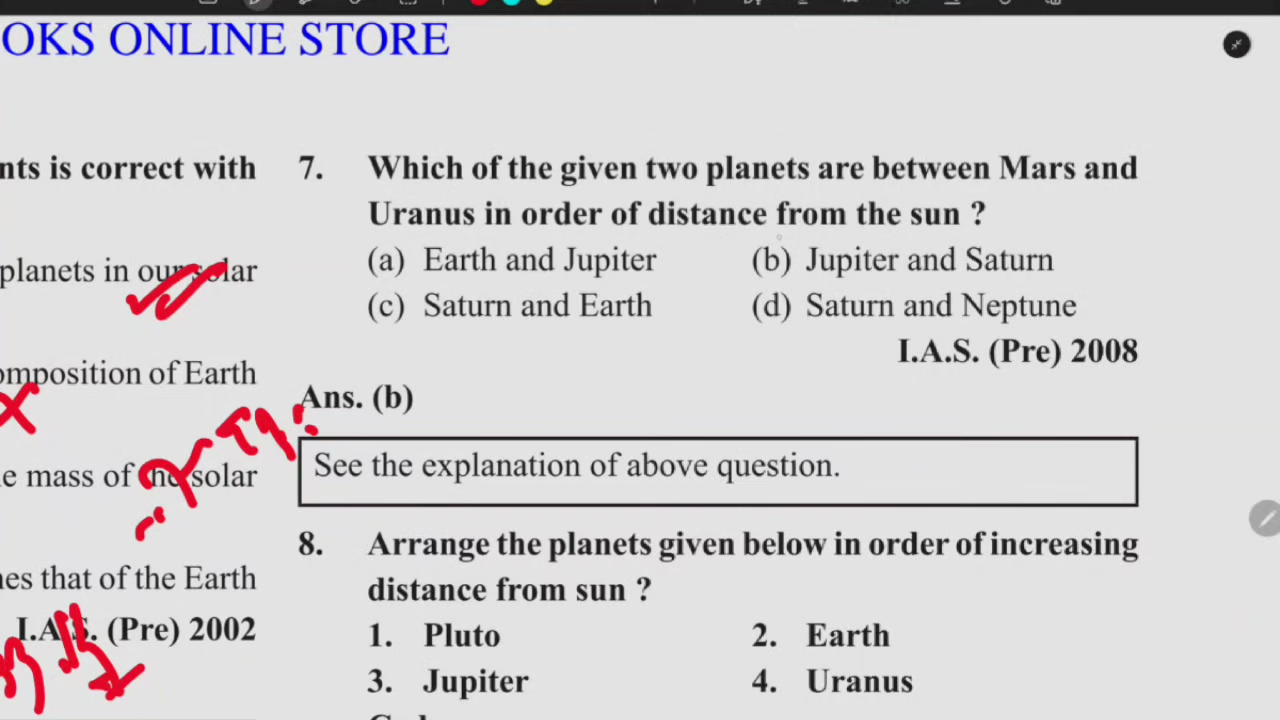 OKS ONLINE STORE
nts is correct with
planets in our solar
omposition of Earth
e mass of the solar
nes that of the Earth
I.A.S. (Pre) 2002
7. Which of the given two planets are between Mars and
Uranus in order of distance from the sun ?
(a) Earth and Jupiter (b) Jupiter and Saturn
(c) Saturn and Earth (d) Saturn and Neptune
I.A.S. (Pre) 2008
Ans. (b)
See the explanation of above question.
8. Arrange the planets given below in order of increasing
distance from sun ?
1. Pluto 2. Earth
3. Jupiter 4. Uranus